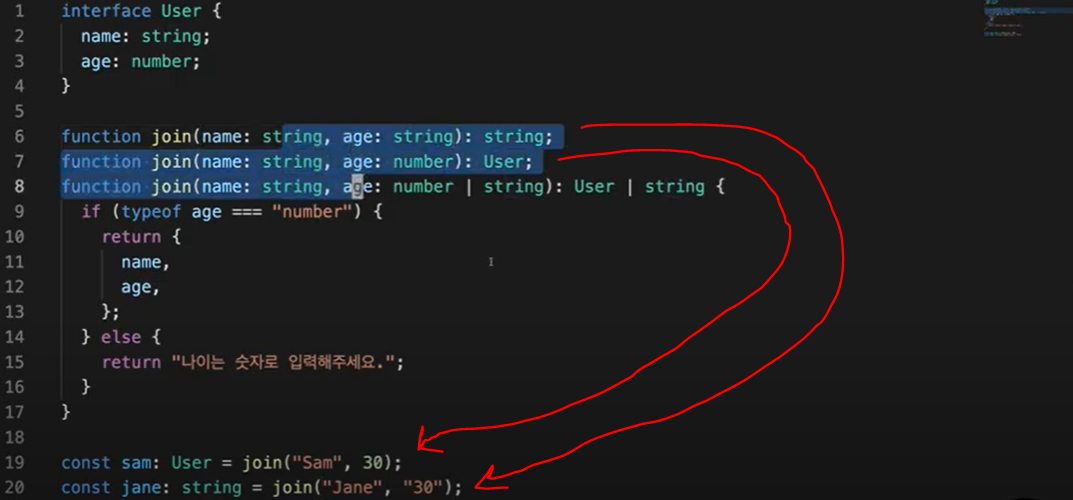 1 interface User {
2 name: string;
3 age: number;
4 }
5
6 function join(name: string, age: string): string;
7 function join(name: string, age: number): User;
8 function join(name: string, age: number | string): User | string {
9 if (typeof age === "number") {
10 return {
11 name,
12 age,
13 };
14 } else {
15 return "나이는 숫자로 입력해주세요.";
16 }
17 }
18
19 const sam: User = join("Sam", 30);
20 const jane: string = join("Jane", "30");